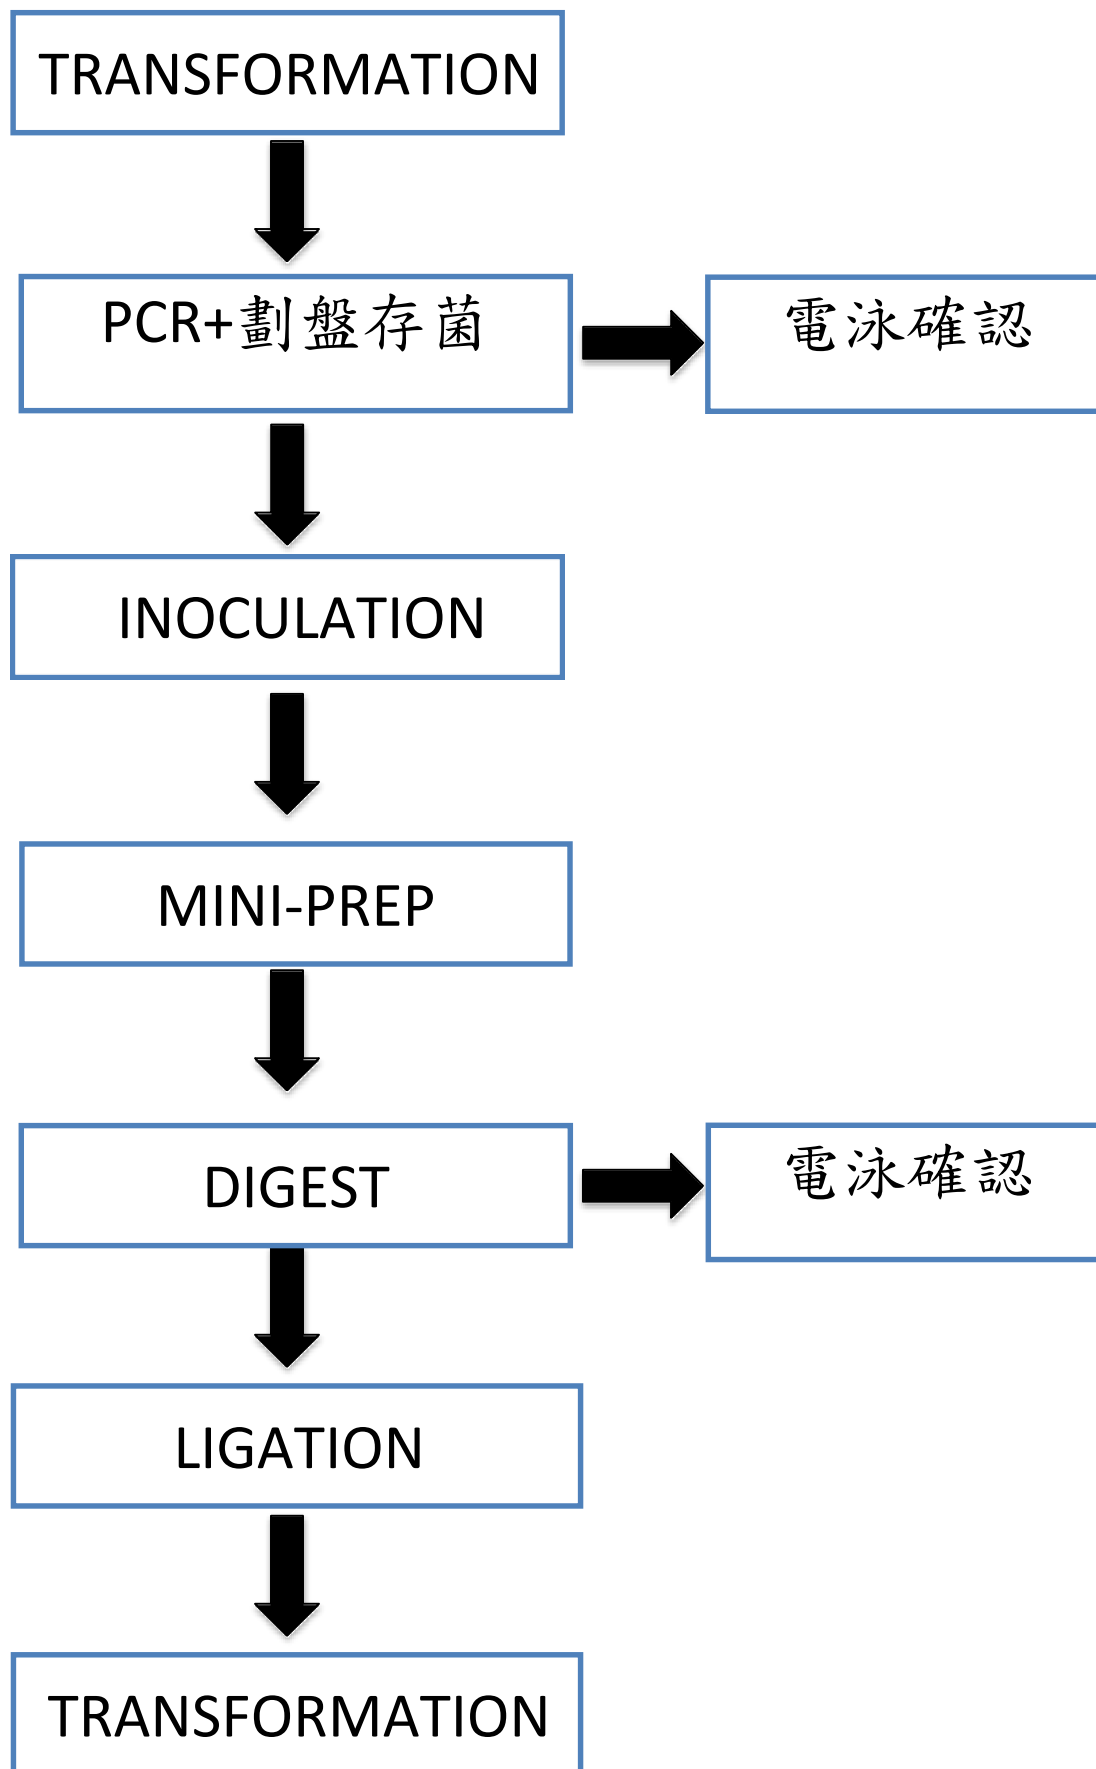 TRANSFORMATION
PCR+劃盤存菌
電泳確認
INOCULATION
MINI-PREP
DIGEST
電泳確認
LIGATION
TRANSFORMATION